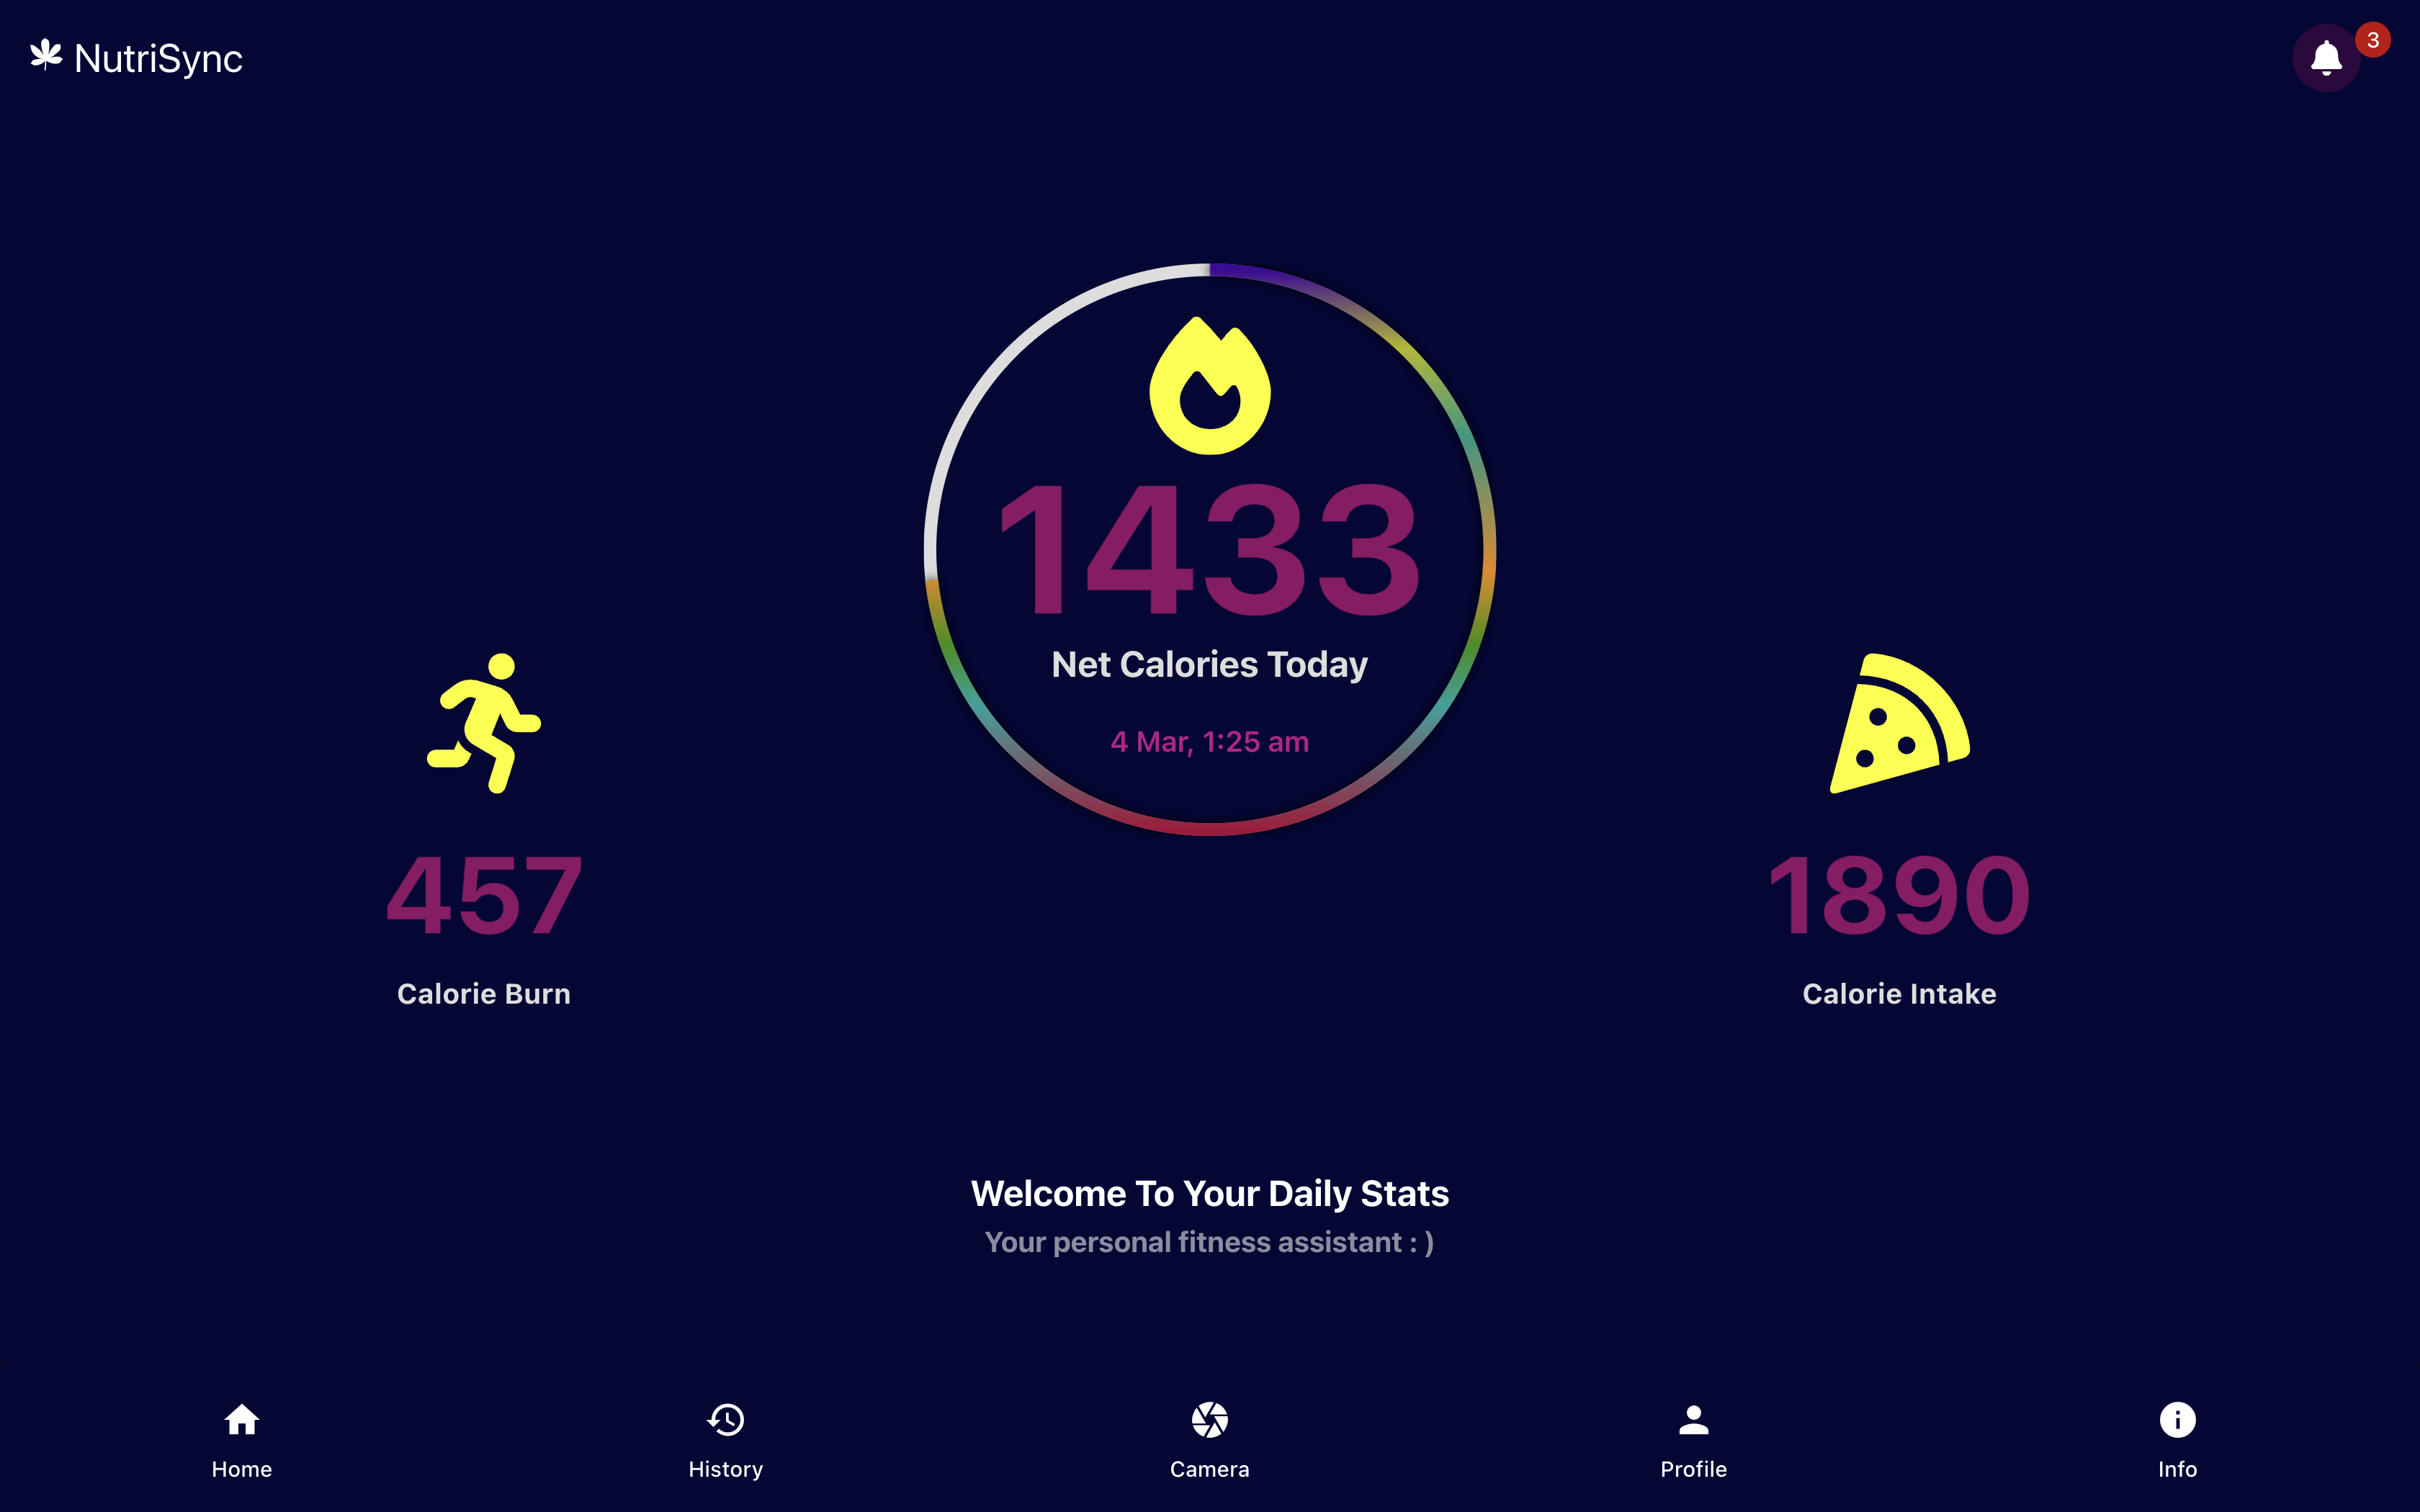 NutriSync
3
1433
Net Calories Today
4 Mar, 1:25 am
457
Calorie Burn
1890
Calorie Intake
Welcome To Your Daily Stats
Your personal fitness assistant : )
Home
History
Camera
Profile
Info